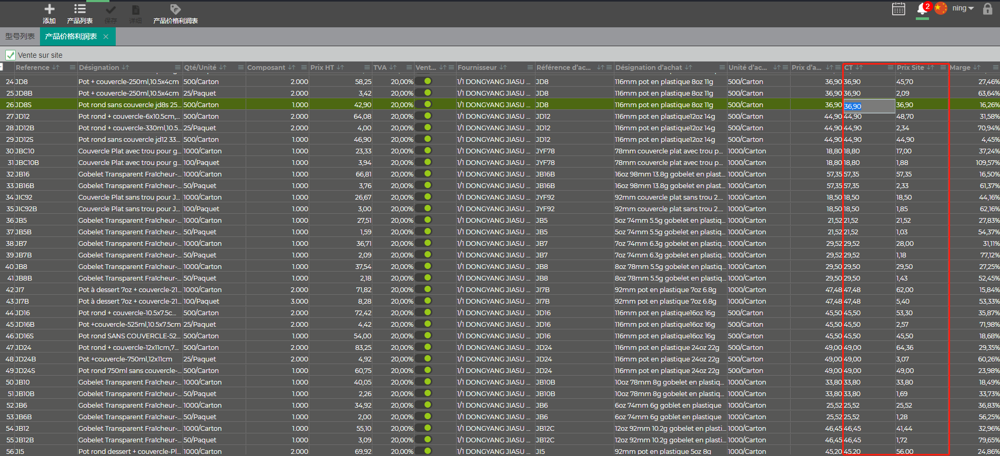 2
ning
添加 产品列表 保存 详细 产品价格利润表
型号列表 产品价格利润表 ×
Vente sur site
Reference Désignation Qté/Unité Composant Prix HT TVA Vent... Fournisseur Référence d'ac... Désignation d'achat Unité d'ac... Prix d'a... CT Prix Site Marge
24 JD8 Pot + couvercle-250ml,10.5x4cm 500/Carton 2.000 58,25 20,00% 1/1 DONGYANG JIASU ... JD8 116mm pot en plastique 8oz 11g 500/Carton 36,90 36,90 45,70 27,46%
25 JD8B Pot + couvercle-250ml,10.5x4cm 25/Paquet 2.000 3,42 20,00% 1/1 DONGYANG JIASU ... JD8 116mm pot en plastique 8oz 11g 500/Carton 36,90 36,90 2,09 63,64%
26 JD8S Pot rond sans couvercle jd8s 25... 500/Carton 1.000 42,90 20,00% 1/1 DONGYANG JIASU ... JD8 116mm pot en plastique 8oz 11g 500/Carton 36,90 36,90 36,90 16,26%
27 JD12 Pot rond + couvercle-6x10.5cm,... 500/Carton 2.000 64,08 20,00% 1/1 DONGYANG JIASU ... JD12 116mm pot en plastique12oz 14g 500/Carton 44,90 44,90 48,70 31,58%
28 JD12B Pot rond + couvercle-330ml,10.5... 25/Paquet 2.000 4,00 20,00% 1/1 DONGYANG JIASU ... JD12 116mm pot en plastique12oz 14g 500/Carton 44,90 44,90 2,34 70,94%
29 JD12S Pot rond sans couvercle jd12 33... 500/Carton 1.000 46,90 20,00% 1/1 DONGYANG JIASU ... JD12 116mm pot en plastique12oz 14g 500/Carton 44,90 44,90 44,90 4,45%
30 JBC10 Couvercle Plat avec trou pour g... 1000/Carton 1.000 23,33 20,00% 1/1 DONGYANG JIASU ... JYF78 78mm couvercle plat avec trou p... 1000/Carton 18,80 18,80 17,00 37,24%
31 JBC10B Couvercle Plat avec trou pour g... 100/Paquet 1.000 3,94 20,00% 1/1 DONGYANG JIASU ... JYF78 78mm couvercle plat avec trou p... 1000/Carton 18,80 18,80 1,88 109,57%
32 JB16 Gobelet Transparent Fraîcheur-... 1000/Carton 1.000 66,81 20,00% 1/1 DONGYANG JIASU ... JB16B 16oz 98mm 13.8g gobelet en plast... 1000/Carton 57,35 57,35 57,35 16,50%
33 JB16B Gobelet Transparent Fraîcheur-... 50/Paquet 1.000 3,76 20,00% 1/1 DONGYANG JIASU ... JB16B 16oz 98mm 13.8g gobelet en plast... 1000/Carton 57,35 57,35 2,33 61,37%
34 JIC92 Couvercle Plat sans trou pour J... 1000/Carton 1.000 26,67 20,00% 1/1 DONGYANG JIASU ... JYF92 92mm couvercle plat sans trou 2.... 1000/Carton 18,50 18,50 18,50 44,16%
35 JIC92B Couvercle Plat sans trou pour J... 100/Paquet 1.000 3,00 20,00% 1/1 DONGYANG JIASU ... JYF92 92mm couvercle plat sans trou 2.... 1000/Carton 18,50 18,50 1,85 62,16%
36 JB5 Gobelet Transparent Fraîcheur-... 1000/Carton 1.000 27,51 20,00% 1/1 DONGYANG JIASU ... JB5 5oz 74mm 5.5g gobelet en plastiq... 1000/Carton 21,52 21,52 21,52 27,83%
37 JB5B Gobelet Transparent Fraîcheur-... 50/Paquet 1.000 1,59 20,00% 1/1 DONGYANG JIASU ... JB5 5oz 74mm 5.5g gobelet en plastiq... 1000/Carton 21,52 21,52 1,03 54,37%
38 JB7 Gobelet Transparent Fraîcheur-... 1000/Carton 1.000 36,71 20,00% 1/1 DONGYANG JIASU ... JB7 7oz 74mm 6.3g gobelet en plastiq... 1000/Carton 29,52 29,52 28,00 31,11%
39 JB7B Gobelet Transparent Fraîcheur-... 50/Paquet 1.000 2,09 20,00% 1/1 DONGYANG JIASU ... JB7 7oz 74mm 6.3g gobelet en plastiq... 1000/Carton 29,52 29,52 1,18 77,12%
40 JB8 Gobelet Transparent Fraîcheur-... 1000/Carton 1.000 37,54 20,00% 1/1 DONGYANG JIASU ... JB8 8oz 78mm 5.5g gobelet en plastiq... 1000/Carton 29,50 29,50 29,50 27,25%
41 JB8B Gobelet Transparent Fraîcheur-... 50/Paquet 1.000 2,18 20,00% 1/1 DONGYANG JIASU ... JB8 8oz 78mm 5.5g gobelet en plastiq... 1000/Carton 29,50 29,50 1,43 52,45%
42 JI7 Pot à dessert 7oz + couvercle-21... 1000/Carton 2.000 71,82 20,00% 1/1 DONGYANG JIASU ... JI7B 92mm pot en plastique 7oz 6.8g 1000/Carton 47,48 47,48 62,00 15,84%
43 JI7B Pot à dessert 7oz + couvercle-21... 100/Paquet 3.000 8,28 20,00% 1/1 DONGYANG JIASU ... JI7B 92mm pot en plastique 7oz 6.8g 1000/Carton 47,48 47,48 5,40 53,33%
44 JD16 Pot rond + couvercle-10.5x7.5c... 500/Carton 2.000 72,42 20,00% 1/1 DONGYANG JIASU ... JD16 116mm pot en plastique16oz 16g 500/Carton 45,50 45,50 53,30 35,87%
45 JD16B Pot +couvercle-525ml,10.5x7.5cm 25/Paquet 2.000 4,42 20,00% 1/1 DONGYANG JIASU ... JD16 116mm pot en plastique16oz 16g 500/Carton 45,50 45,50 2,57 71,98%
46 JD16S Pot rond SANS COUVERCLE-52... 500/Carton 1.000 54,00 20,00% 1/1 DONGYANG JIASU ... JD16 116mm pot en plastique16oz 16g 500/Carton 45,50 45,50 45,50 18,68%
47 JD24 Pot rond + couvercle-12x11cm,7... 500/Carton 2.000 83,25 20,00% 1/1 DONGYANG JIASU ... JD24 116mm pot en plastique 24oz 22g 500/Carton 49,00 49,00 64,36 29,35%
48 JD24B Pot +couvercle-750ml,12x11cm 25/Paquet 2.000 4,92 20,00% 1/1 DONGYANG JIASU ... JD24 116mm pot en plastique 24oz 22g 500/Carton 49,00 49,00 3,07 60,26%
49 JD24S Pot rond 750ml sans couvercle-... 500/Carton 1.000 60,75 20,00% 1/1 DONGYANG JIASU ... JD24 116mm pot en plastique 24oz 22g 500/Carton 49,00 49,00 49,00 23,98%
50 JB10 Gobelet Transparent Fraîcheur-... 1000/Carton 1.000 40,05 20,00% 1/1 DONGYANG JIASU ... JB10B 10oz 78mm 8g gobelet en plastiq... 1000/Carton 33,80 33,80 33,80 18,49%
51 JB10B Gobelet Transparent Fraîcheur-... 50/Paquet 1.000 2,26 20,00% 1/1 DONGYANG JIASU ... JB10B 10oz 78mm 8g gobelet en plastiq... 1000/Carton 33,80 33,80 1,69 33,73%
52 JB6 Gobelet Transparent Fraîcheur-... 1000/Carton 1.000 34,92 20,00% 1/1 DONGYANG JIASU ... JB6 6oz 74mm 6g goblet en plastique 1000/Carton 25,52 25,52 25,52 36,83%
53 JB6B Gobelet Transparent Fraîcheur-... 50/Paquet 1.000 2,00 20,00% 1/1 DONGYANG JIASU ... JB6 6oz 74mm 6g goblet en plastique 1000/Carton 25,52 25,52 1,28 56,25%
54 JB12 Gobelet Transparent Fraîcheur-... 1000/Carton 1.000 55,10 20,00% 1/1 DONGYANG JIASU ... JB12C 12oz 92mm 10.2g gobelet en plasti... 1000/Carton 46,45 46,45 41,44 32,96%
55 JB12B Gobelet Transparent Fraîcheur-... 50/Paquet 1.000 3,09 20,00% 1/1 DONGYANG JIASU ... JB12C 12oz 92mm 10.2g gobelet en plasti... 1000/Carton 46,45 46,45 1,72 79,65%
56 JI5 Pot rond dessert + couvercle-Pl... 1000/Carton 2.000 69,92 20,00% 1/1 DONGYANG JIASU ... JI5 92mm pot en plastique 5oz 8g 1000/Carton 45,20 45,20 56,00 24,86%